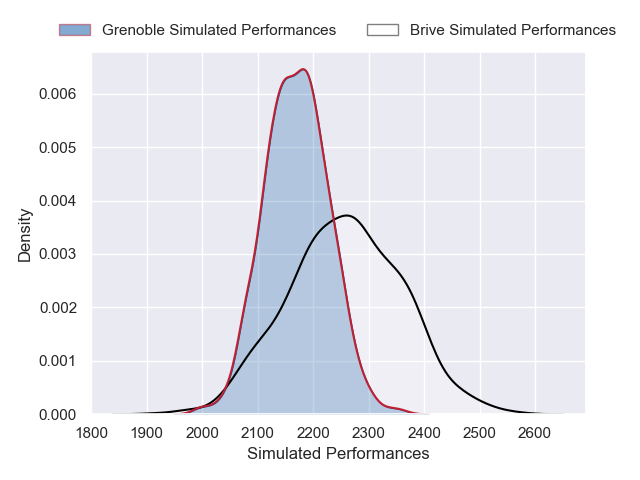 Grenoble Simulated Performances Brive Simulated Performances
0.006
0.005
0.004
0.003
0.002
0.001
0.000
Density
1800 1900 2000 2100 2200 2300 2400 2500 2600
Simulated Performances